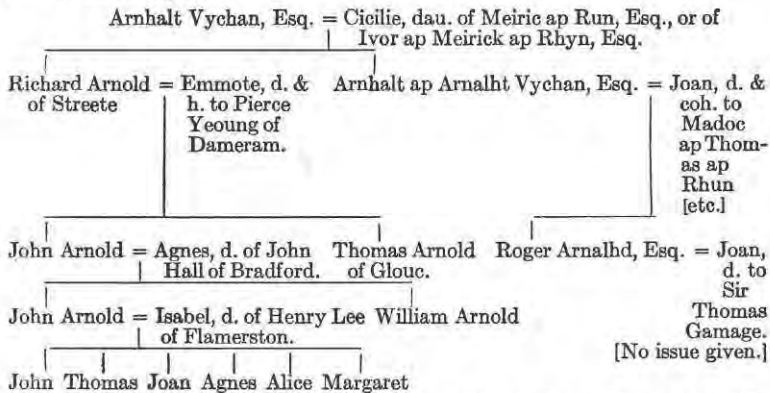 Arnhalt Vychan, Esq. = Cicilie, dau. of Meiric ap Run, Esq., or of
Ivor ap Meirick ap Rhyn, Esq.
Richard Arnold = Emmote, d. & Arnhalt ap Arnalht Vychan, Esq. = Joan, d. &
of Streete h. to Pierce coh. to
Yeoung of Madoc
Dameram. ap Thom-
as ap
Rhun
[etc.]
John Arnold = Agnes, d. of John Thomas Arnold Roger Arnalhd, Esq. = Joan,
Hall of Bradford. of Glouc. d. to
John Arnold = Isabel, d. of Henry Lee William Arnold Sir
of Flamerston. Thomas
Gamage.
[No issue given.]
John Thomas Joan Agnes Alice Margaret